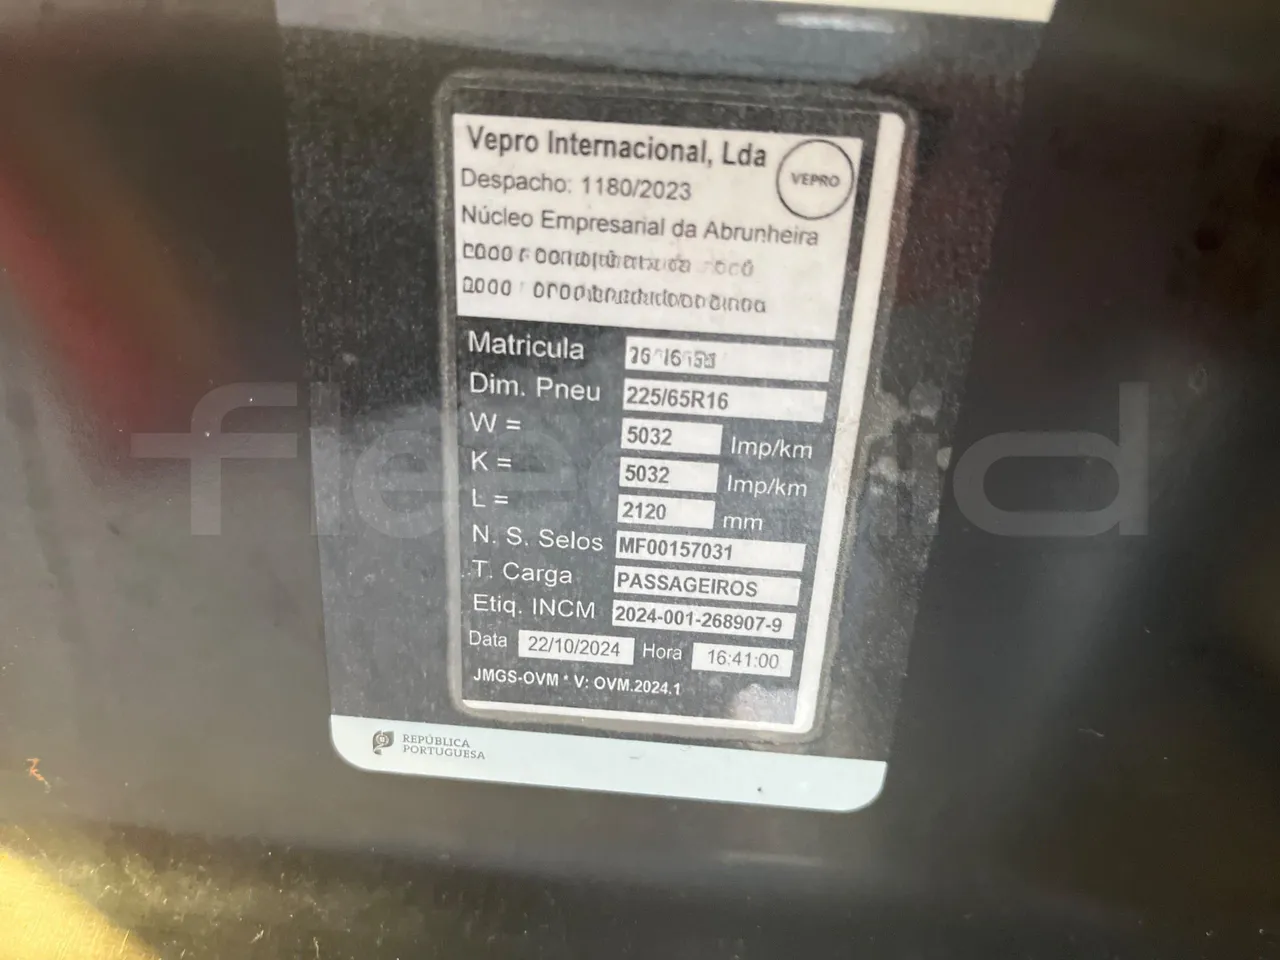 Vepro Internacional, Lda
VEPRO
Despacho: 1180/2023
Núcleo Empresarial da Abrunheira
Matricula
Dim. Pneu 225/65R16
W = 5032 Imp/km
K = 5032 Imp/km
L = 2120 mm
N. S. Selos MF00157031
T. Carga PASSAGEIROS
Etiq. INCM 2024-001-268907-9
Data 22/10/2024 Hora 16:41:00
JMGS-OVM * V: OVM.2024.1
REPÚBLICA
PORTUGUESA